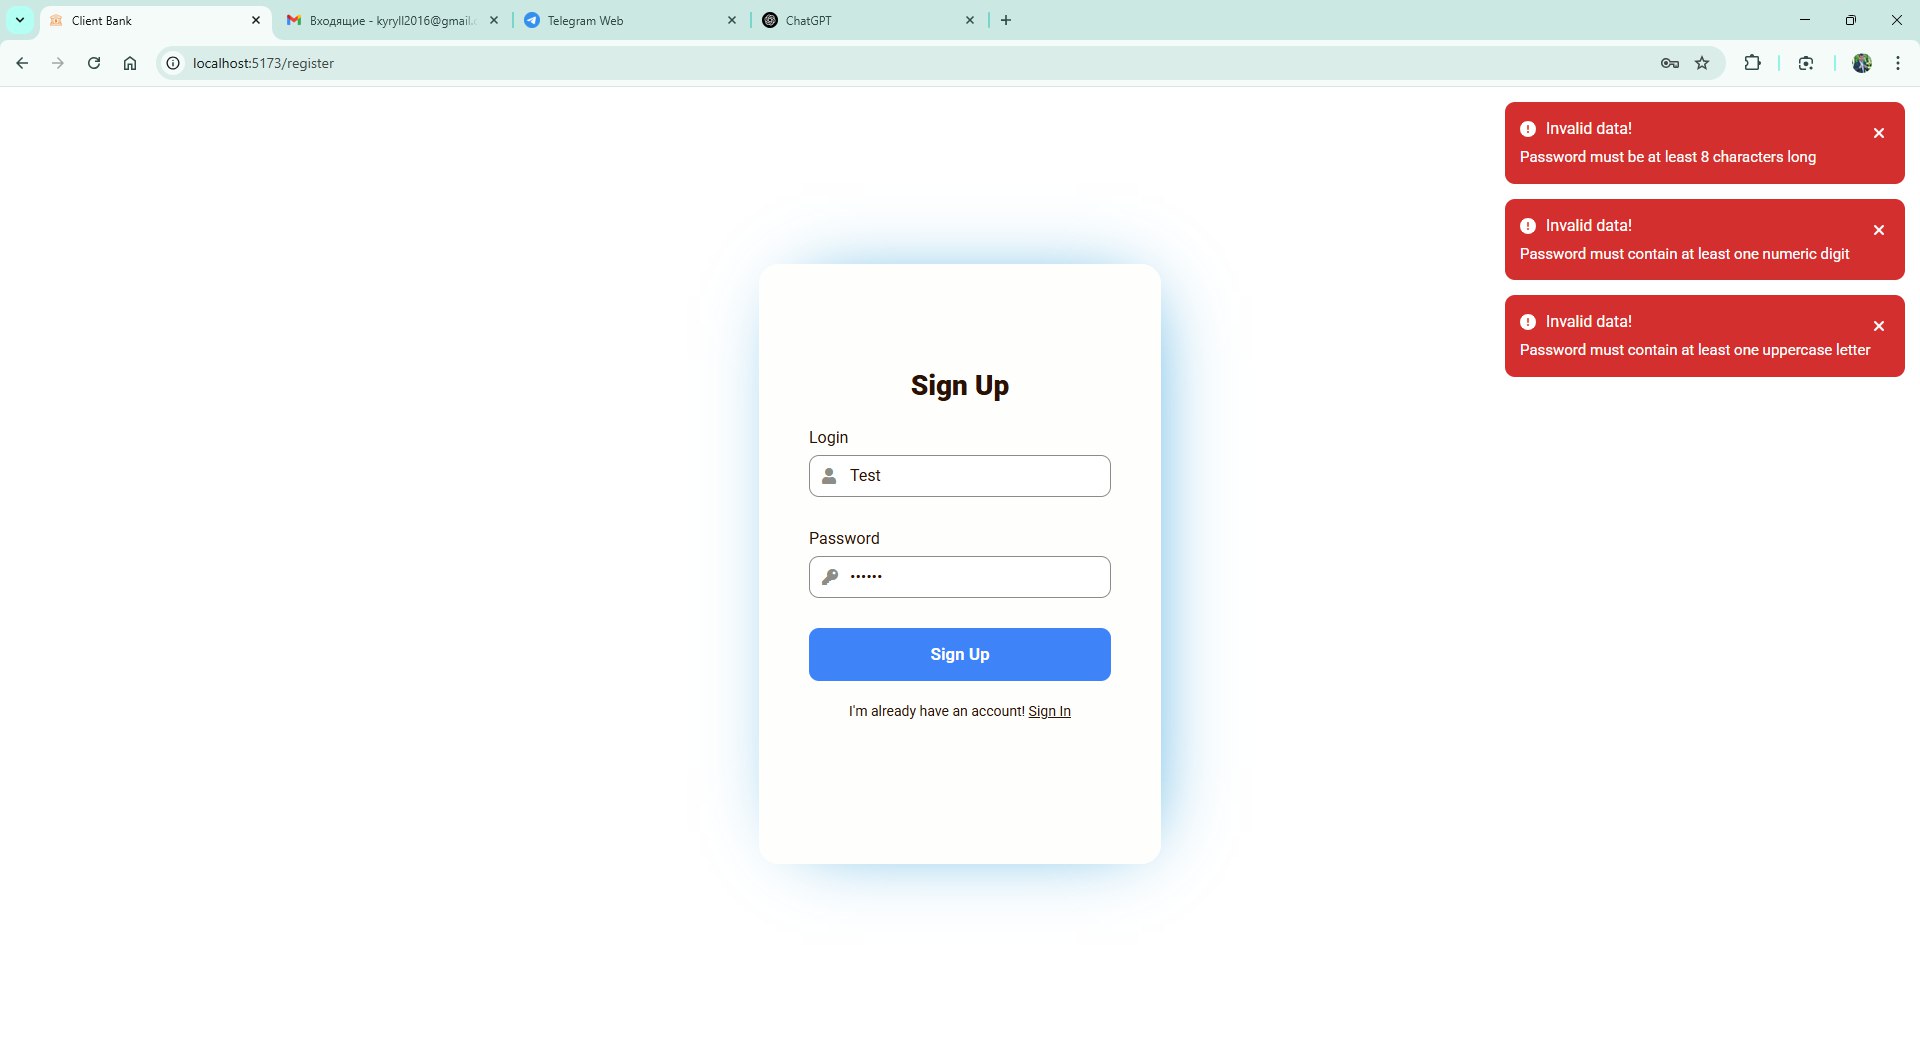 Client Bank
Входящие - kyryll2016@gmail.c
Telegram Web
ChatGPT
localhost:5173/register
Invalid data!
Password must be at least 8 characters long
Invalid data!
Password must contain at least one numeric digit
Invalid data!
Password must contain at least one uppercase letter
Sign Up
Login
Test
Password
••••••
Sign Up
I'm already have an account! Sign In